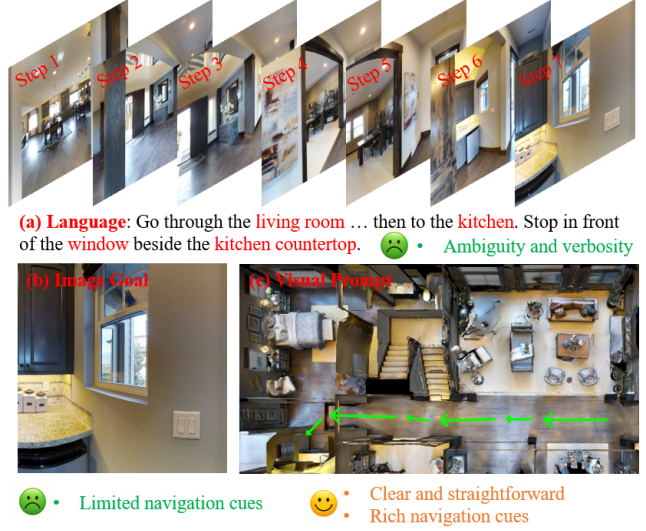 Step 1
Step 2
Step 3
Step 4
Step 5
Step 6
Step 7
(a) Language: Go through the living room … then to the kitchen. Stop in front
of the window beside the kitchen countertop.
• Ambiguity and verbosity
(b) Image Goal
(c) Visual Prompt
• Limited navigation cues
• Clear and straightforward
• Rich navigation cues